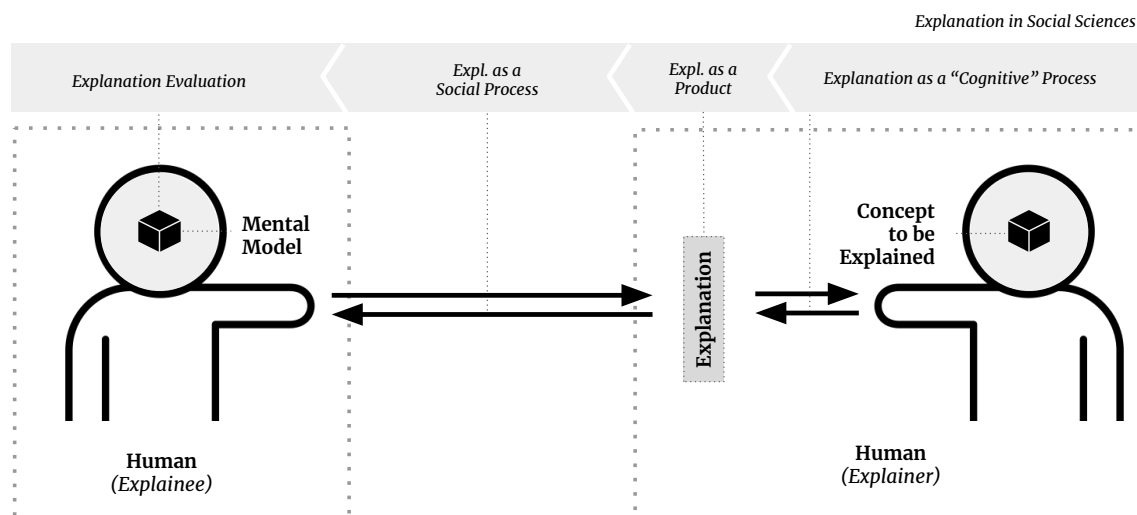 Explanation in Social Sciences
Explanation Evaluation
Expl. as a
Social Process
Expl. as a
Product
Explanation as a “Cognitive” Process
Mental
Model
Concept
to be
Explained
Explanation
Human
(Explainee)
Human
(Explainer)